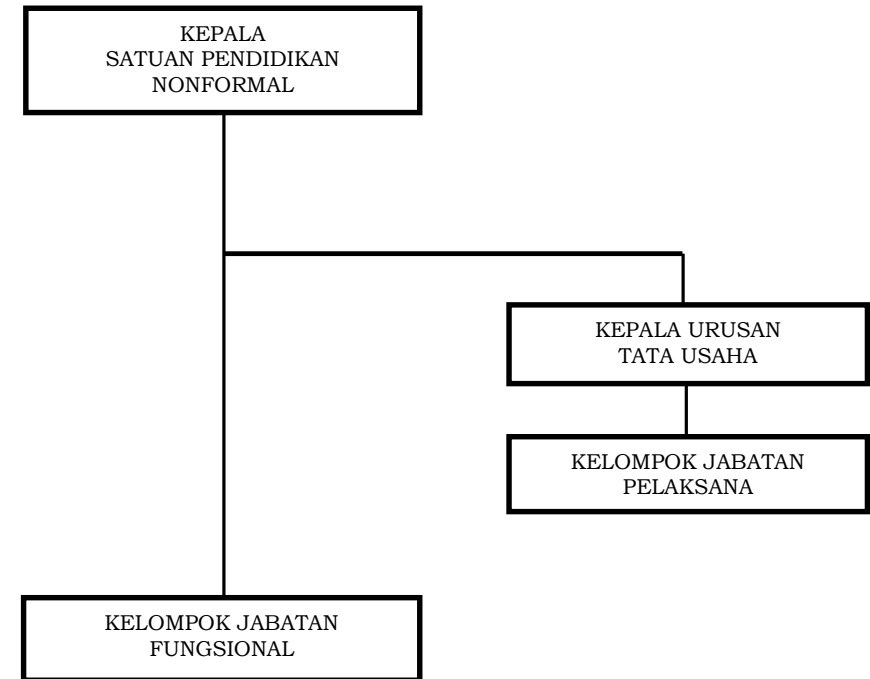 KEPALA
SATUAN PENDIDIKAN
NONFORMAL
KEPALA URUSAN
TATA USAHA
KELOMPOK JABATAN
PELAKSANA
KELOMPOK JABATAN
FUNGSIONAL